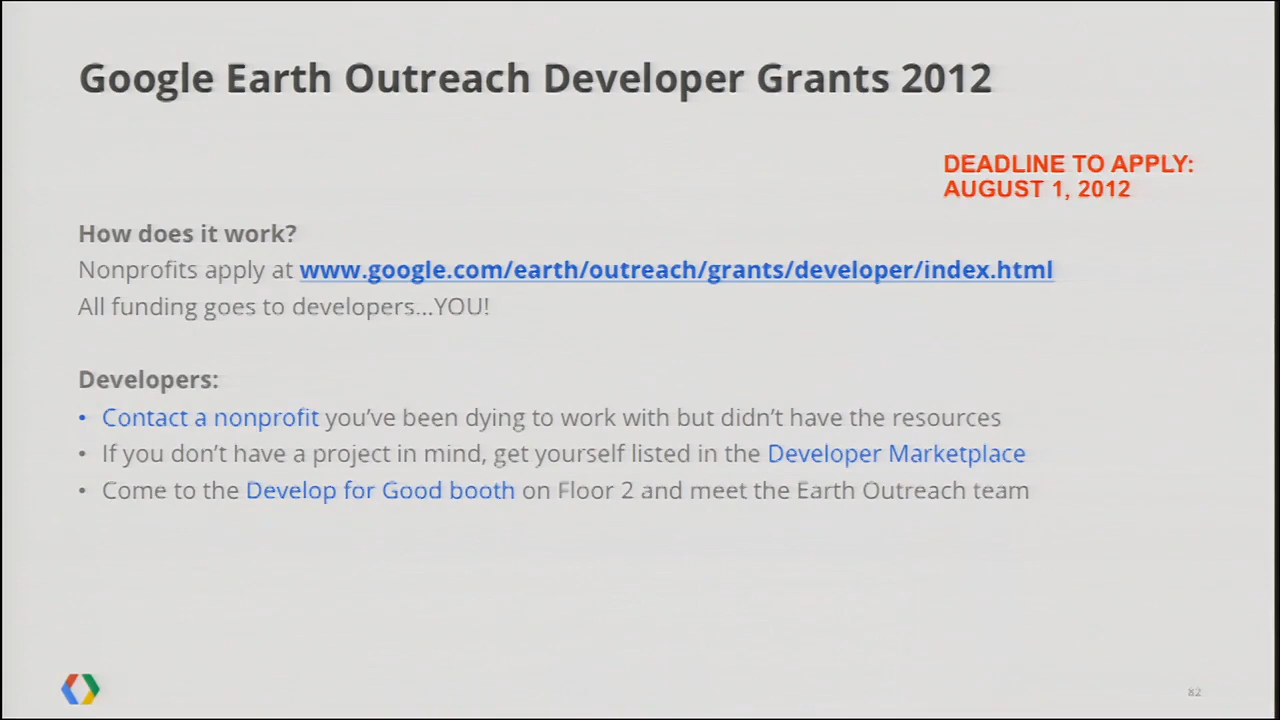 Google Earth Outreach Developer Grants 2012
DEADLINE TO APPLY:
AUGUST 1, 2012
How does it work?
Nonprofits apply at www.google.com/earth/outreach/grants/developer/index.html
All funding goes to developers...YOU!
Developers:
• Contact a nonprofit you've been dying to work with but didn't have the resources
• If you don't have a project in mind, get yourself listed in the Developer Marketplace
• Come to the Develop for Good booth on Floor 2 and meet the Earth Outreach team
82